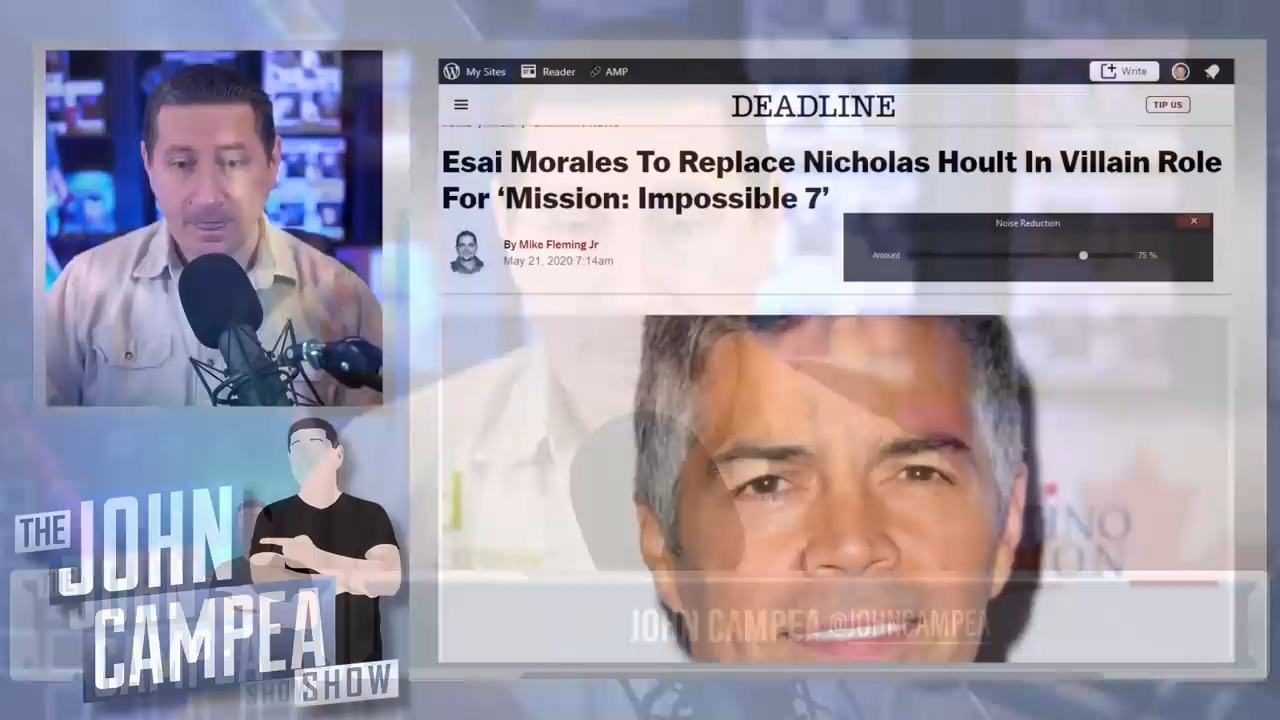 My Sites
Reader
AMP
Write
DEADLINE
TIP US
Esai Morales To Replace Nicholas Hoult In Villain Role
For ‘Mission: Impossible 7’
By Mike Fleming Jr
May 21, 2020 7:14am
Noise Reduction
Amount
75 %
THE
JOHN
CAMPEA
SHOW
JOHN CAMPEA @JOHNCAMPEA